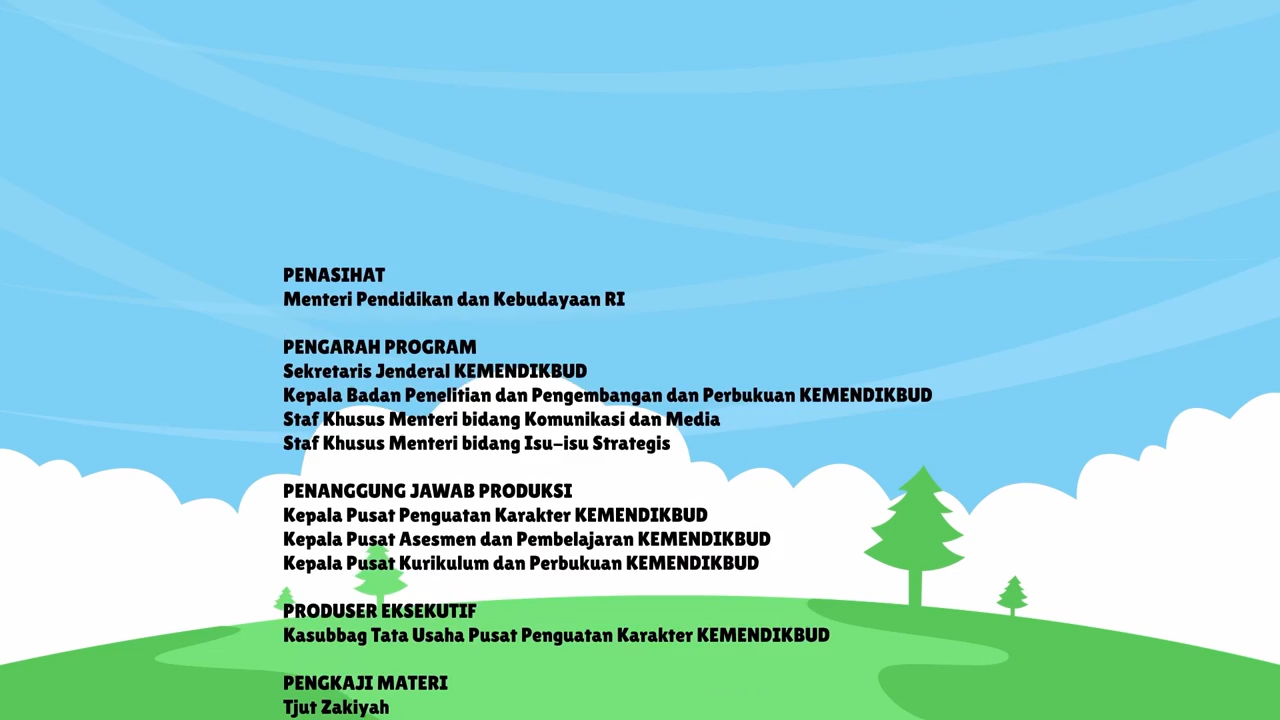 PENASIHAT
Menteri Pendidikan dan Kebudayaan RI
PENGARAH PROGRAM
Sekretaris Jenderal KEMENDIKBUD
Kepala Badan Penelitian dan Pengembangan dan Perbukuan KEMENDIKBUD
Staf Khusus Menteri bidang Komunikasi dan Media
Staf Khusus Menteri bidang Isu-isu Strategis
PENANGGUNG JAWAB PRODUKSI
Kepala Pusat Penguatan Karakter KEMENDIKBUD
Kepala Pusat Asesmen dan Pembelajaran KEMENDIKBUD
Kepala Pusat Kurikulum dan Perbukuan KEMENDIKBUD
PRODUSER EKSEKUTIF
Kasubbag Tata Usaha Pusat Penguatan Karakter KEMENDIKBUD
PENGKAJI MATERI
Tjut Zakiyah